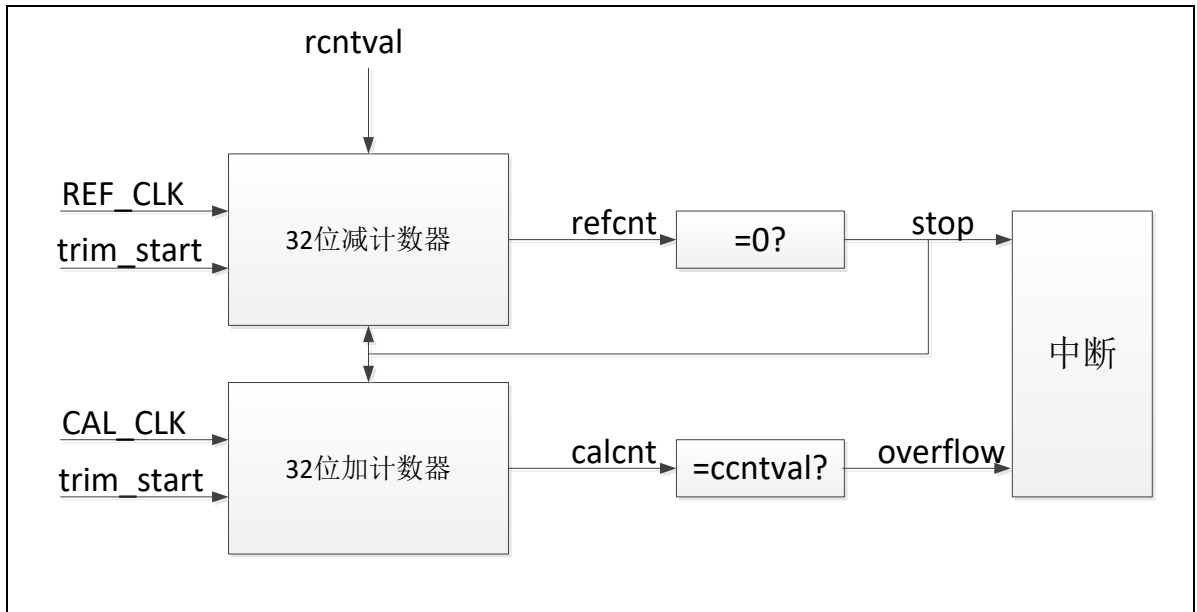 rcntval
REF_CLK
trim_start
32位减计数器
refcnt
=0?
stop
中断
CAL_CLK
trim_start
32位加计数器
calcnt
=ccntval?
overflow